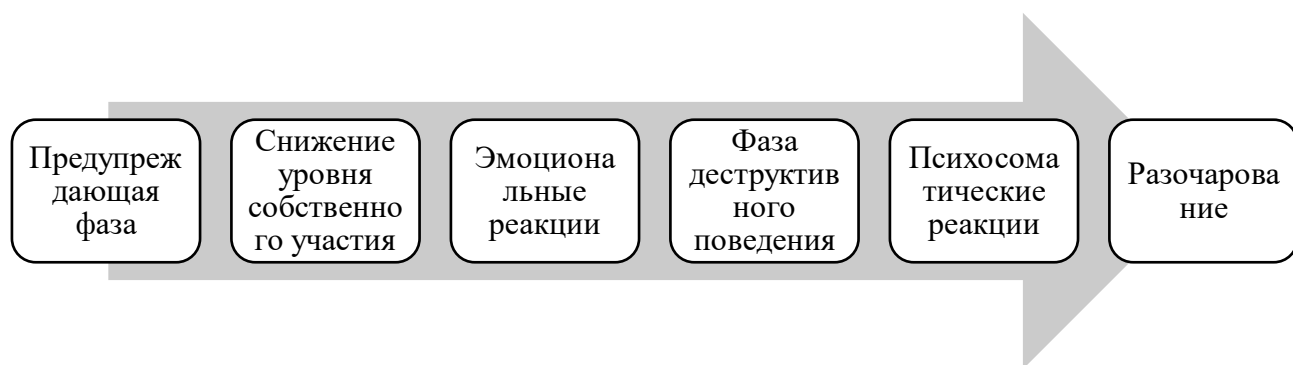 Предупреж
дающая
фаза
Снижение
уровня
собственно
го участия
Эмоциона
льные
реакции
Фаза
деструктив
ного
поведения
Психосома
тические
реакции
Разочарова
ние